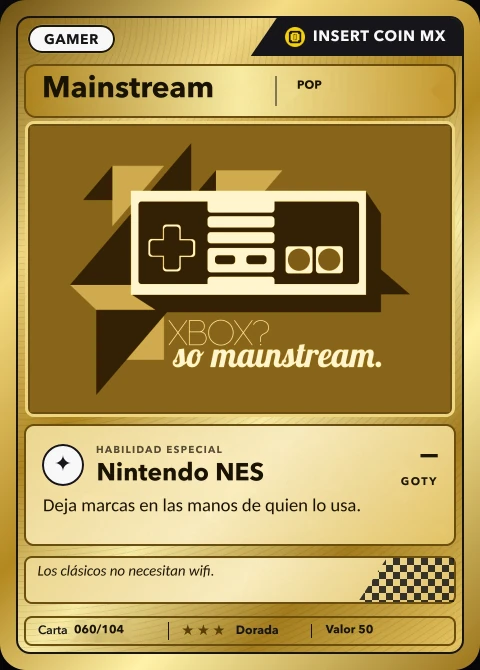 GAMER
INSERT COIN MX
Mainstream
POP
XBOX?
so mainstream.
HABILIDAD ESPECIAL
Nintendo NES
—
GOTY
Deja marcas en las manos de quien lo usa.
Los clásicos no necesitan wifi.
Carta 060/104 ★★★ Dorada Valor 50